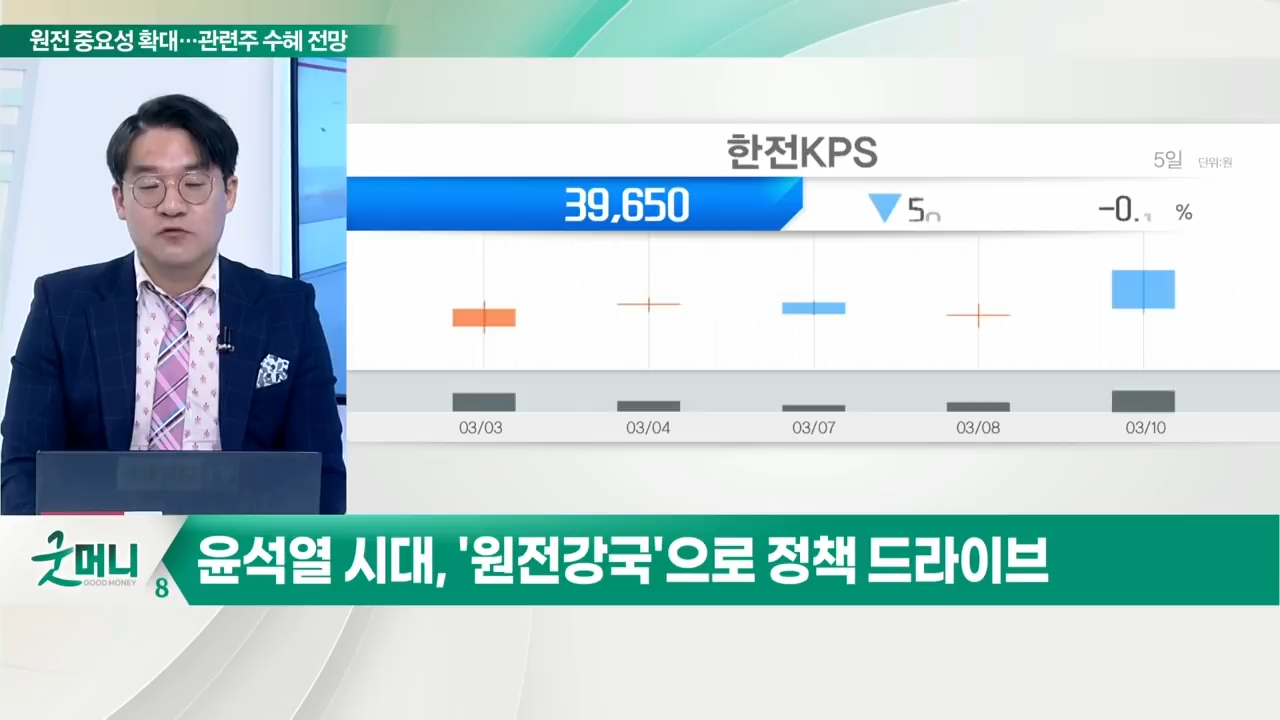 원전 중요성 확대…관련주 수혜 전망
한전KPS
5일 단위:원
39,650
▼ 50 -0. %
03/03 03/04 03/07 03/08 03/10
굿머니
GOOD MONEY
8
윤석열 시대, '원전강국'으로 정책 드라이브